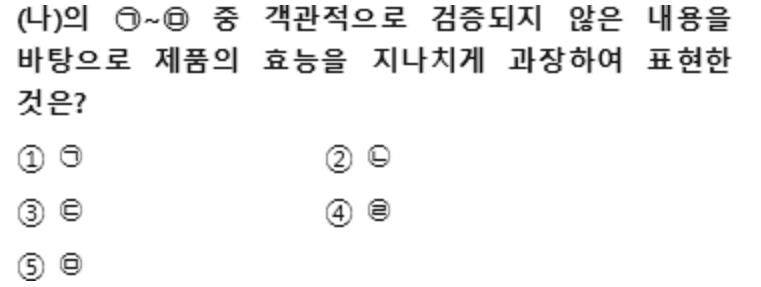 (나)의 ㉠~㉤ 중 객관적으로 검증되지 않은 내용을
바탕으로 제품의 효능을 지나치게 과장하여 표현한
것은?
① ㉠ ② ㉡
③ ㉢ ④ ㉣
⑤ ㉤